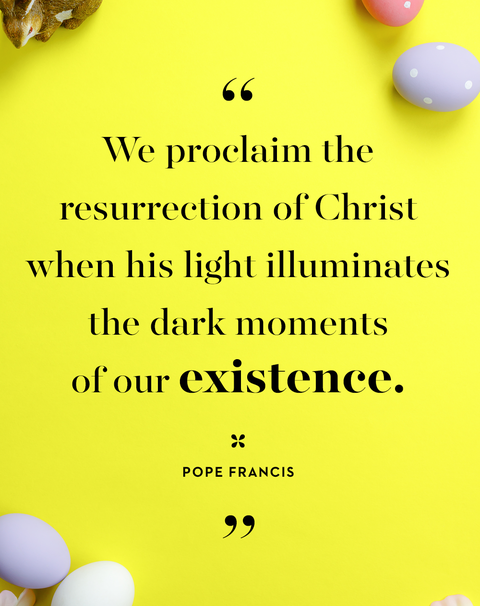 “
We proclaim the
resurrection of Christ
when his light illuminates
the dark moments
of our existence.
POPE FRANCIS
”